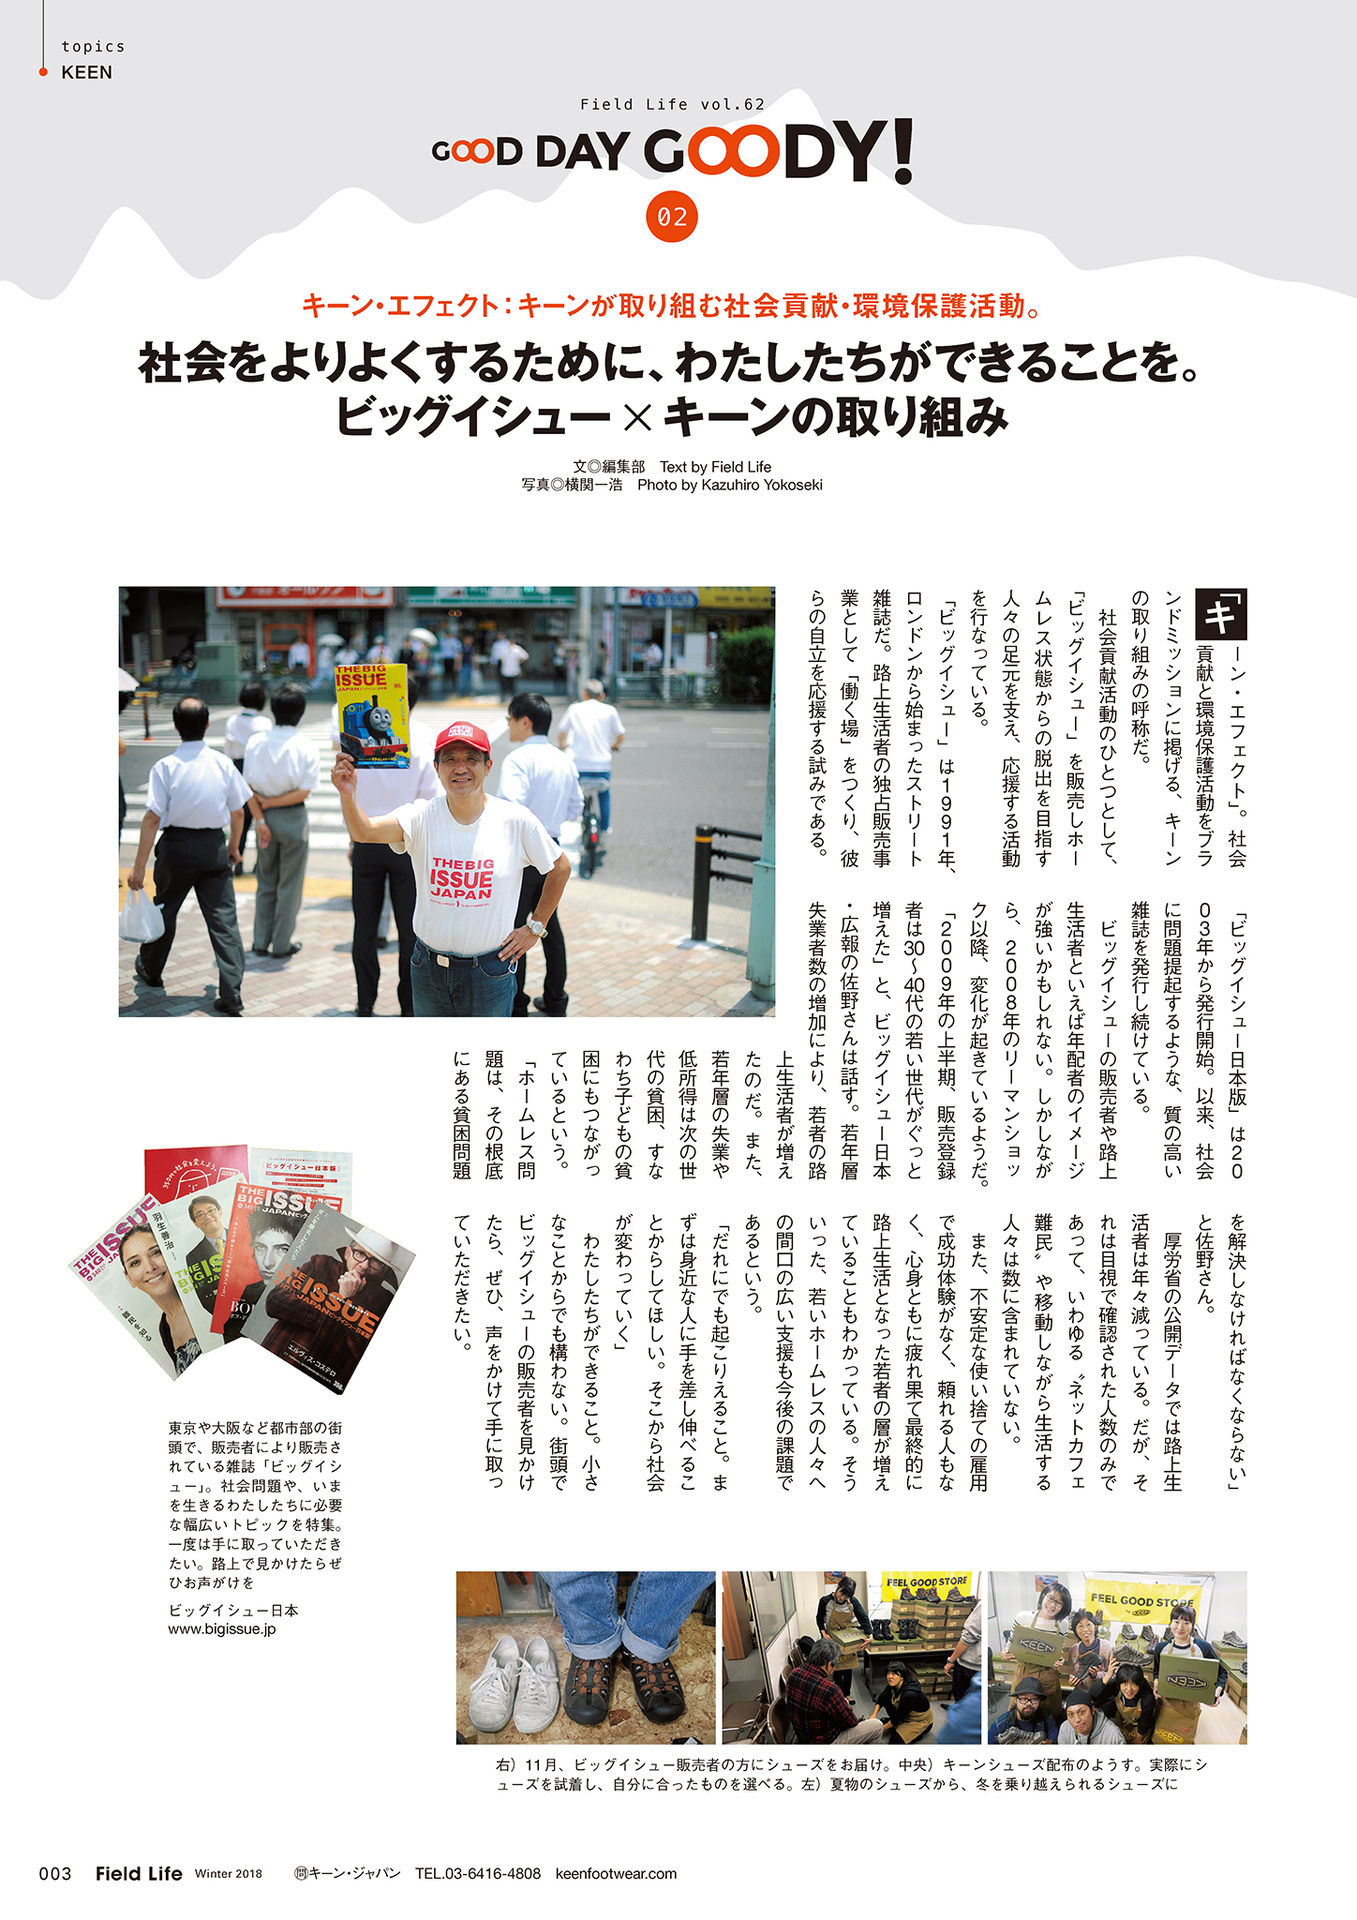 topics
KEEN
Field Life vol.62
GOOD DAY GOODY!
02
キーン・エフェクト:キーンが取り組む社会貢献・環境保護活動。
社会をよりよくするために、わたしたちができることを。
ビッグイシュー×キーンの取り組み
文◎編集部 Text by Field Life
写真◎横関一浩 Photo by Kazuhiro Yokoseki
「キーン・エフェクト」。社会
貢献と環境保護活動をブラ
ンドミッションに掲げる、キーン
の取り組みの呼称だ。
社会貢献活動のひとつとして、
「ビッグイシュー」を販売しホー
ムレス状態からの脱出を目指す
人々の足元を支え、応援する活動
を行なっている。
「ビッグイシュー」は1991年、
ロンドンから始まったストリート
雑誌だ。路上生活者の独占販売事
業として「働く場」をつくり、彼
らの自立を応援する試みである。
「ビッグイシュー日本版」は20
03年から発行開始。以来、社会
に問題提起するような、質の高い
雑誌を発行し続けている。
ビッグイシューの販売者や路上
生活者といえば年配者のイメージ
が強いかもしれない。しかしなが
ら、2008年のリーマンショッ
ク以降、変化が起きているようだ。
「2009年の上半期、販売登録
者は30〜40代の若い世代がぐっと
増えた」と、ビッグイシュー日本
・広報の佐野さんは話す。若年層
失業者数の増加により、若者の路
上生活者が増え
たのだ。また、
若年層の失業や
低所得は次の世
代の貧困、すな
わち子どもの貧
困にもつながっ
ているという。
「ホームレス問
題は、その根底
にある貧困問題
を解決しなければなくならない」
と佐野さん。
厚労省の公開データでは路上生
活者は年々減っている。だが、そ
れは目視で確認された人数のみで
あって、いわゆる〝ネットカフェ
難民〟や移動しながら生活する
人々は数に含まれていない。
また、不安定な使い捨ての雇用
で成功体験がなく、頼れる人もな
く、心身ともに疲れ果て最終的に
路上生活となった若者の層が増え
ていることもわかっている。そう
いった、若いホームレスの人々へ
の間口の広い支援も今後の課題で
あるという。
「だれにでも起こりえること。ま
ずは身近な人に手を差し伸べるこ
とからしてほしい。そこから社会
が変わっていく」
わたしたちができること。小さ
なことからでも構わない。街頭で
ビッグイシューの販売者を見かけ
たら、ぜひ、声をかけて手に取っ
ていただきたい。
THE BIG
ISSUE
JAPAN
THE BIG
ISSUE
JAPAN
ビッグイシュー日本版
THE BIG ISSUE JAPAN
羽生善治
THE BIG ISSUE JAPAN
エルヴィス・コステロ
東京や大阪など都市部の街
頭で、販売者により販売さ
れている雑誌「ビッグイシ
ュー」。社会問題や、いま
を生きるわたしたちに必要
な幅広いトピックを特集。
一度は手に取っていただき
たい。路上で見かけたらぜ
ひお声がけを
ビッグイシュー日本
www.bigissue.jp
FEEL GOOD STORE
FEEL GOOD STORE
KEEN
KEEN
右）11月、ビッグイシュー販売者の方にシューズをお届け。中央）キーンシューズ配布のようす。実際にシ
ューズを試着し、自分に合ったものを選べる。左）夏物のシューズから、冬を乗り越えられるシューズに
003 Field Life Winter 2018 ㉄キーン・ジャパン TEL.03-6416-4808 keenfootwear.com